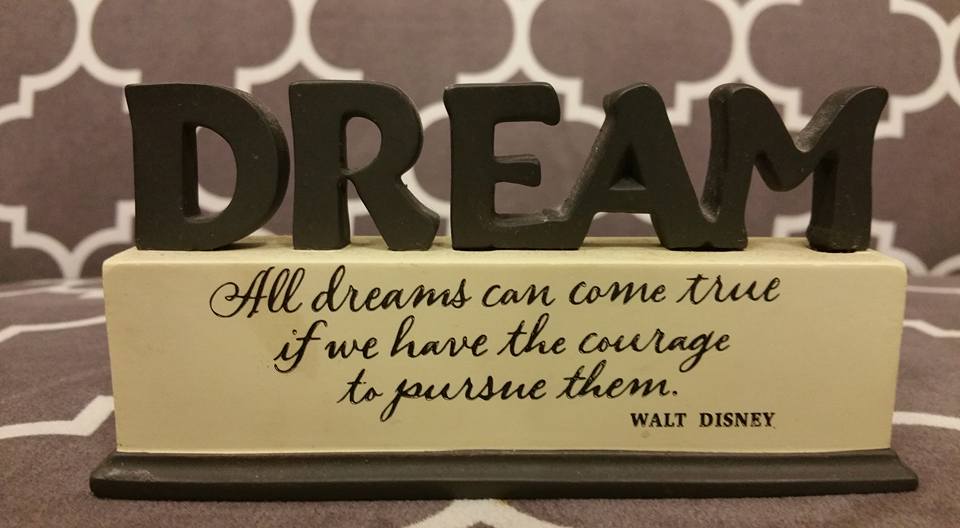 DREAM
All dreams can come true
if we have the courage
to pursue them.
WALT DISNEY